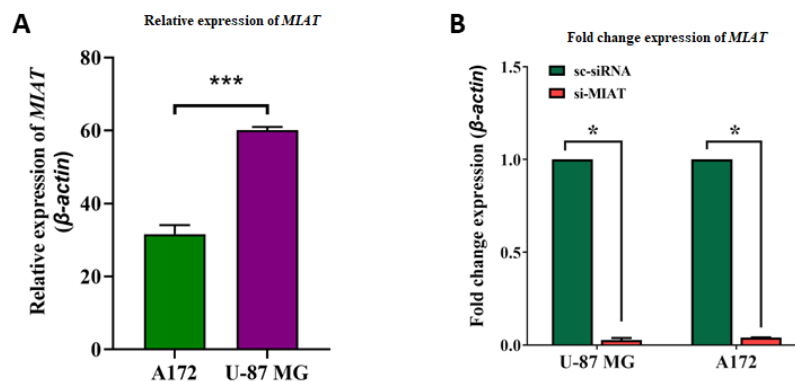 A
Relative expression of MIAT
Relative expression of MIAT
(β-actin)
80
60
40
20
0
***
A172
U-87 MG
B
Fold change expression of MIAT
Fold change expression (β-actin)
1.5
1.0
0.5
0.0
sc-siRNA
si-MIAT
*
*
U-87 MG
A172